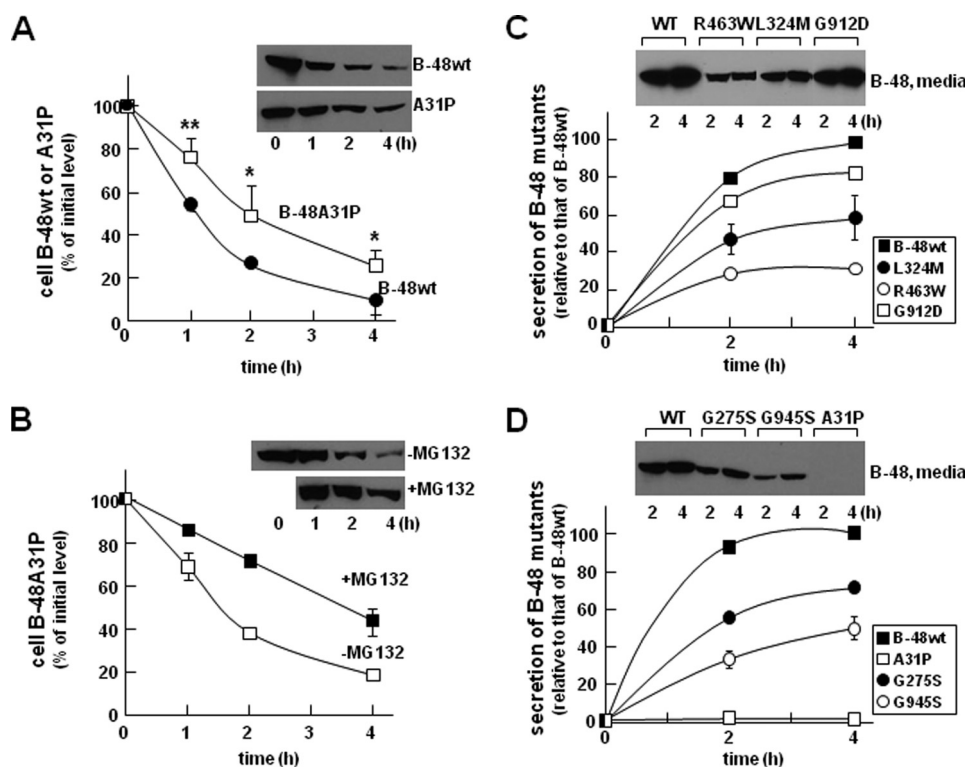 A
B-48wt
A31P
0 1 2 4 (h)
cell B-48wt or A31P
(% of initial level)
100
80
60
40
20
0
**
*
*
B-48A31P
B-48wt
0 1 2 3 4
time (h)
B
-MG132
+MG132
0 1 2 4 (h)
cell B-48A31P
(% of initial level)
100
80
60
40
20
0
+MG132
-MG132
0 1 2 3 4
time (h)
C
WT R463W L324M G912D
B-48, media
2 4 2 4 2 4 2 4 (h)
secretion of B-48 mutants
(relative to that of B-48wt)
100
80
60
40
20
0
B-48wt
L324M
R463W
G912D
0 2 4
time (h)
D
WT G275S G945S A31P
B-48, media
2 4 2 4 2 4 2 4 (h)
secretion of B-48 mutants
(relative to that of B-48wt)
100
80
60
40
20
0
B-48wt
A31P
G275S
G945S
0 2 4
time (h)